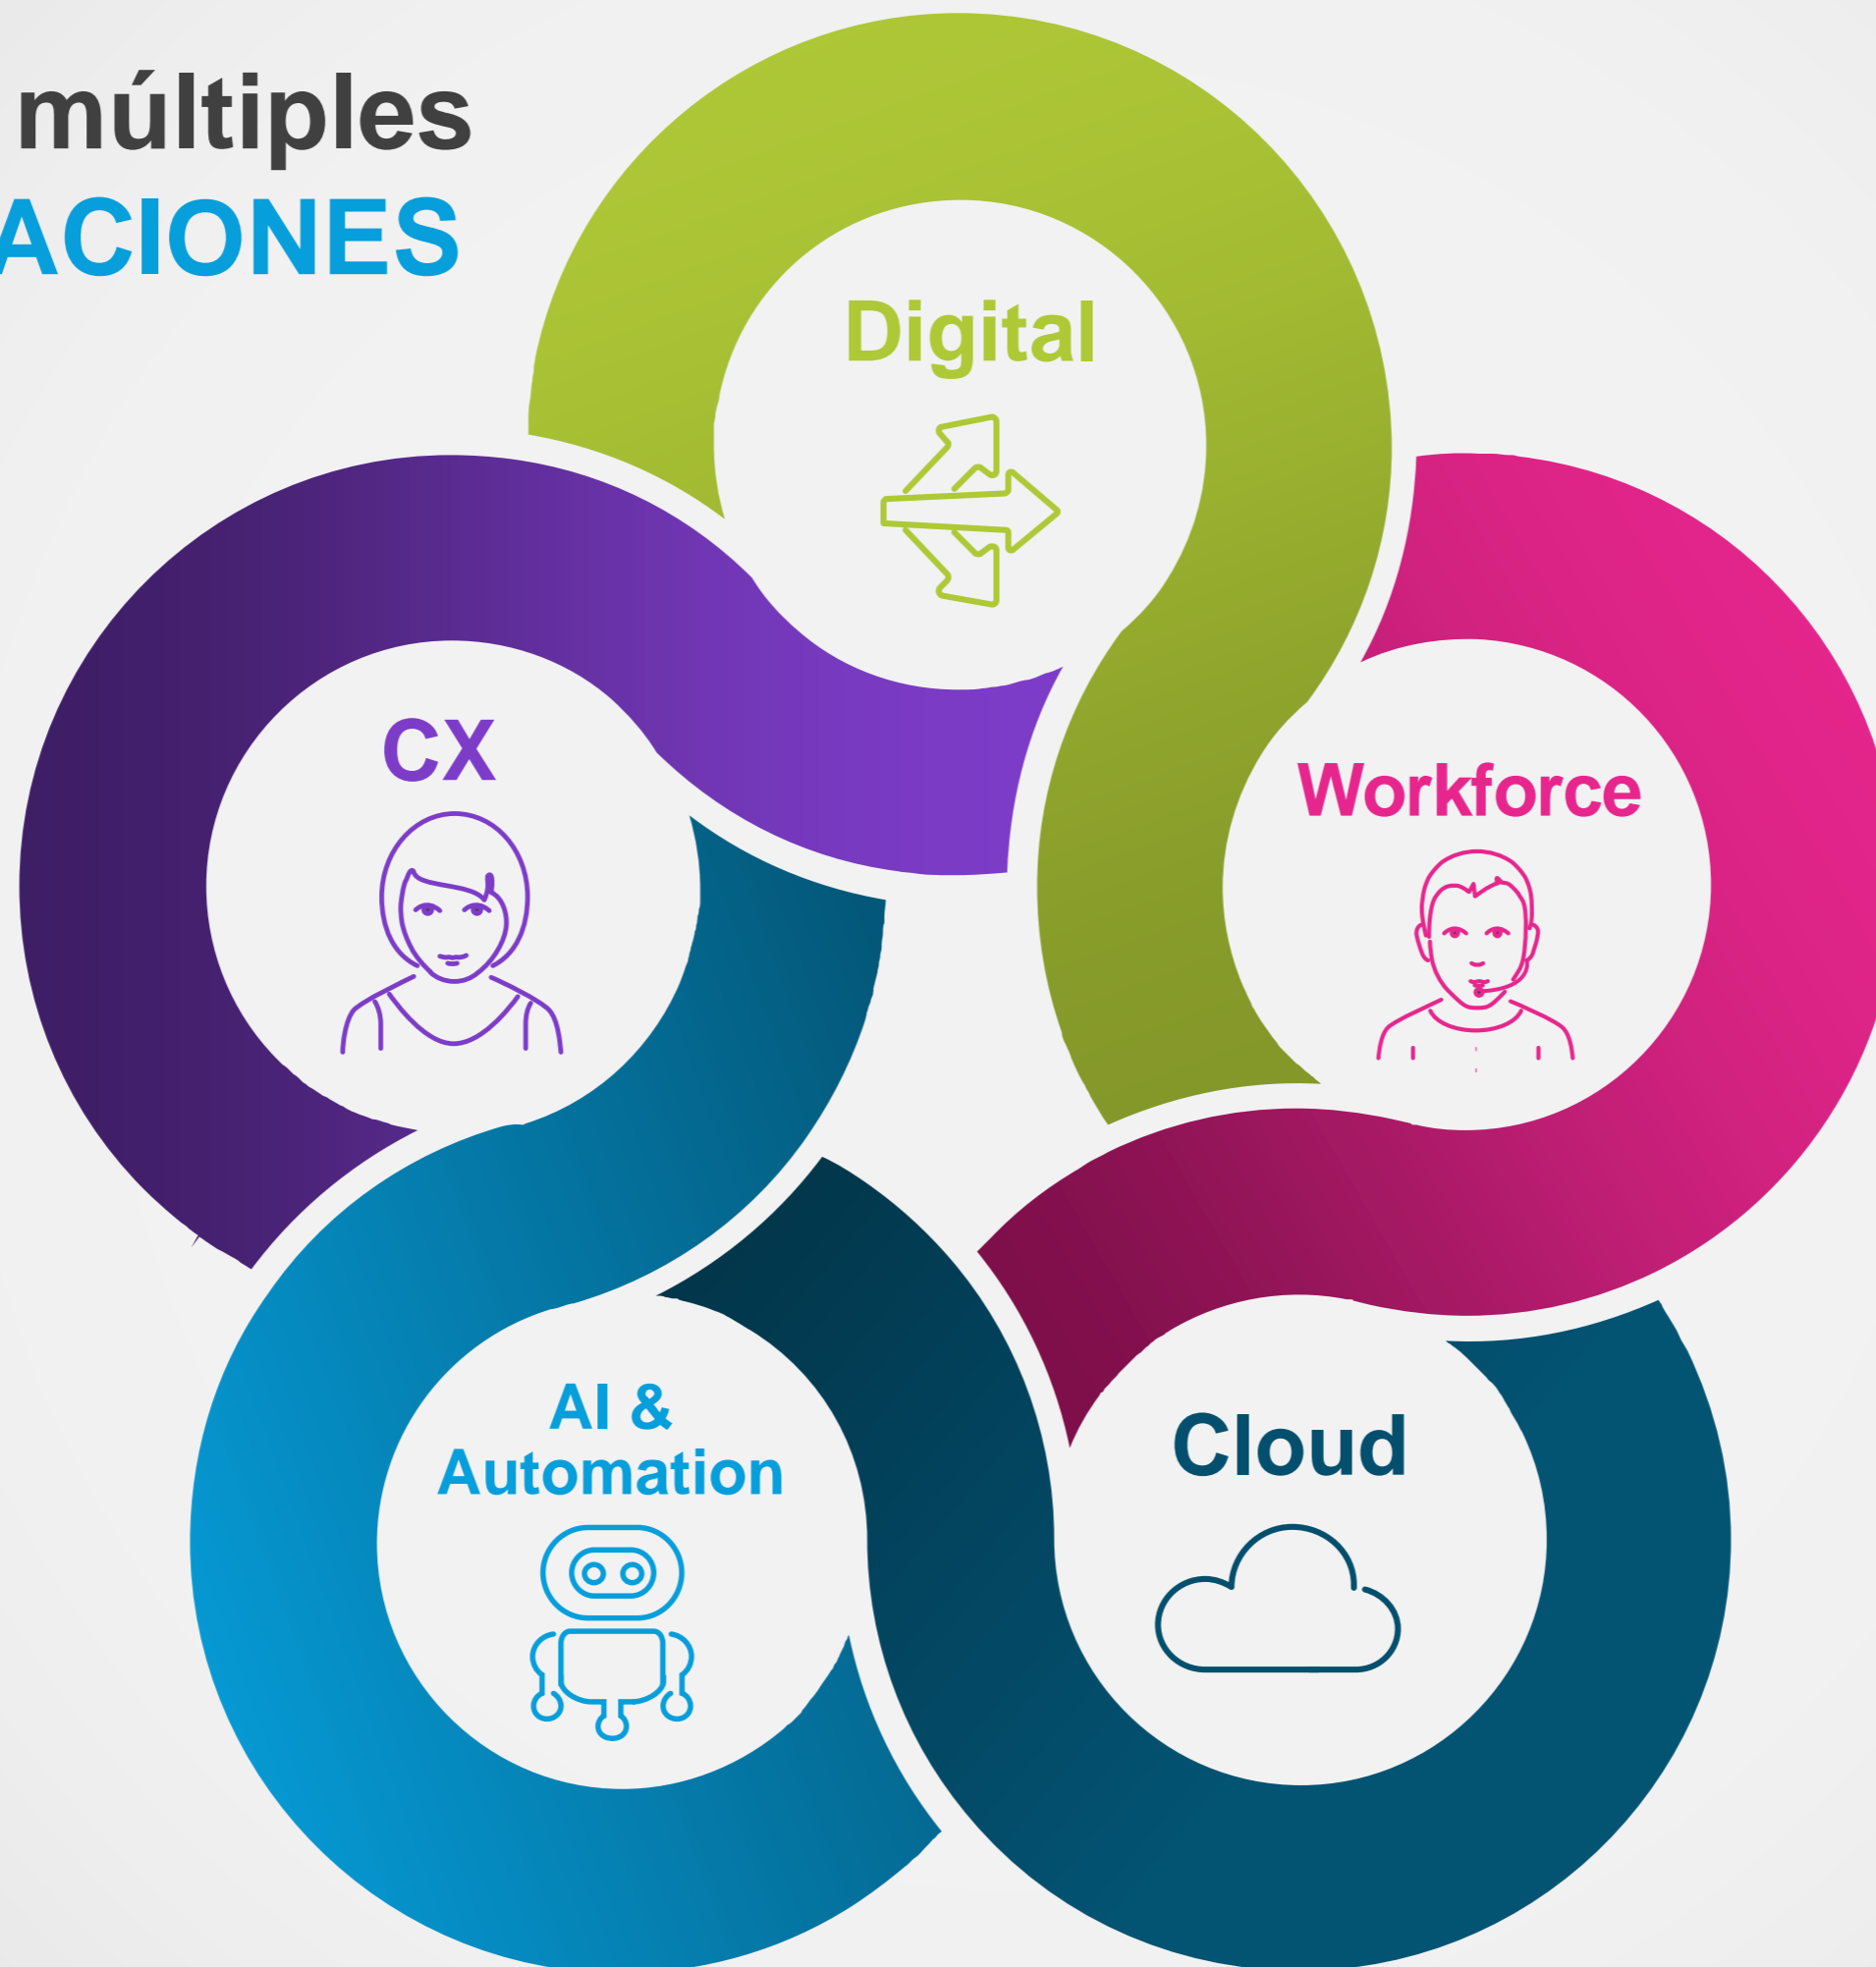 múltiples
ACIONES
Digital
CX
Workforce
AI &
Automation
Cloud